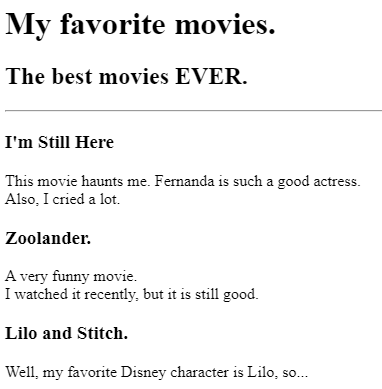 My favorite movies.
The best movies EVER.
I'm Still Here
This movie haunts me. Fernanda is such a good actress.
Also, I cried a lot.
Zoolander.
A very funny movie.
I watched it recently, but it is still good.
Lilo and Stitch.
Well, my favorite Disney character is Lilo, so...